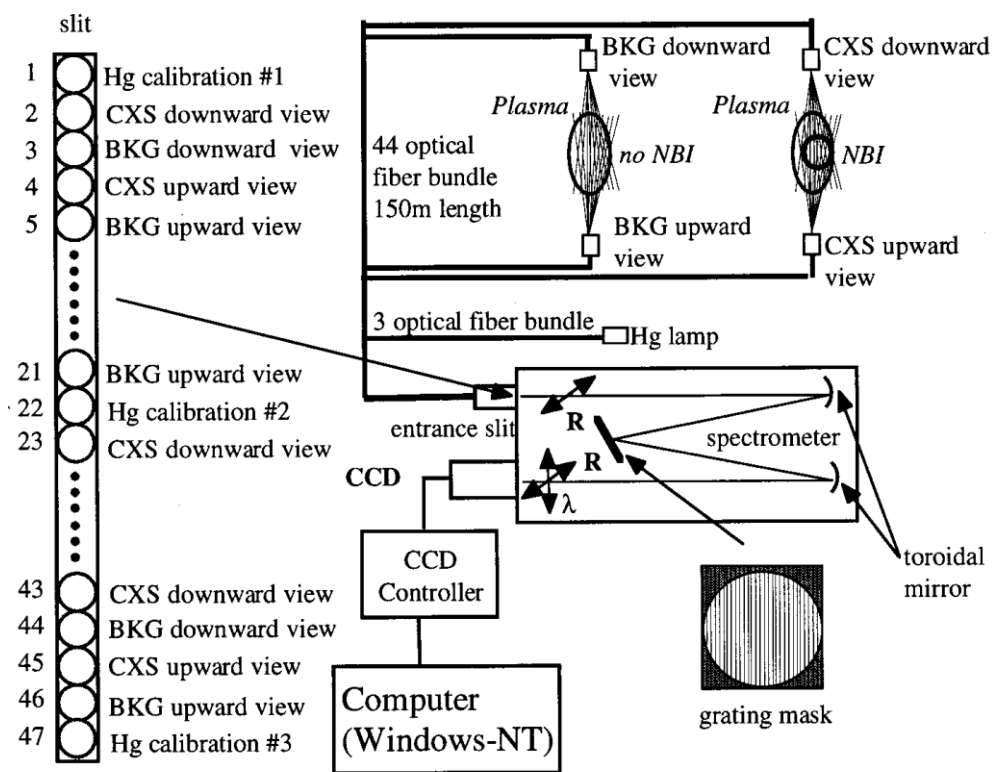 slit
1 Hg calibration #1
2 CXS downward view
3 BKG downward view
4 CXS upward view
5 BKG upward view
21 BKG upward view
22 Hg calibration #2
23 CXS downward view
43 CXS downward view
44 BKG downward view
45 CXS upward view
46 BKG upward view
47 Hg calibration #3
BKG downward
view
CXS downward
view
Plasma
Plasma
no NBI
NBI
44 optical
fiber bundle
150m length
BKG upward
view
CXS upward
view
3 optical fiber bundle
Hg lamp
entrance slit
R
R
λ
spectrometer
CCD
toroidal
mirror
CCD
Controller
Computer
(Windows-NT)
grating mask